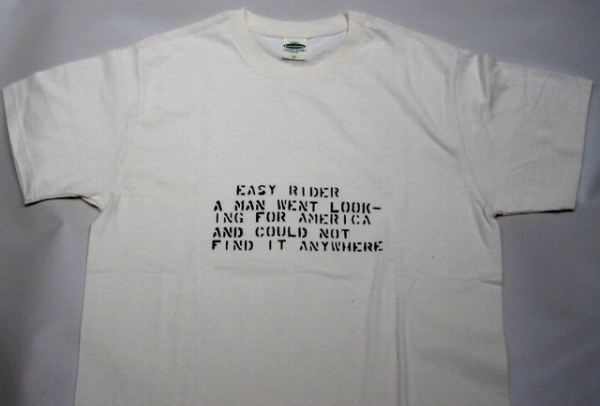 EASY RIDER
A MAN WENT LOOK-
ING FOR AMERICA
AND COULD NOT
FIND IT ANYWHERE